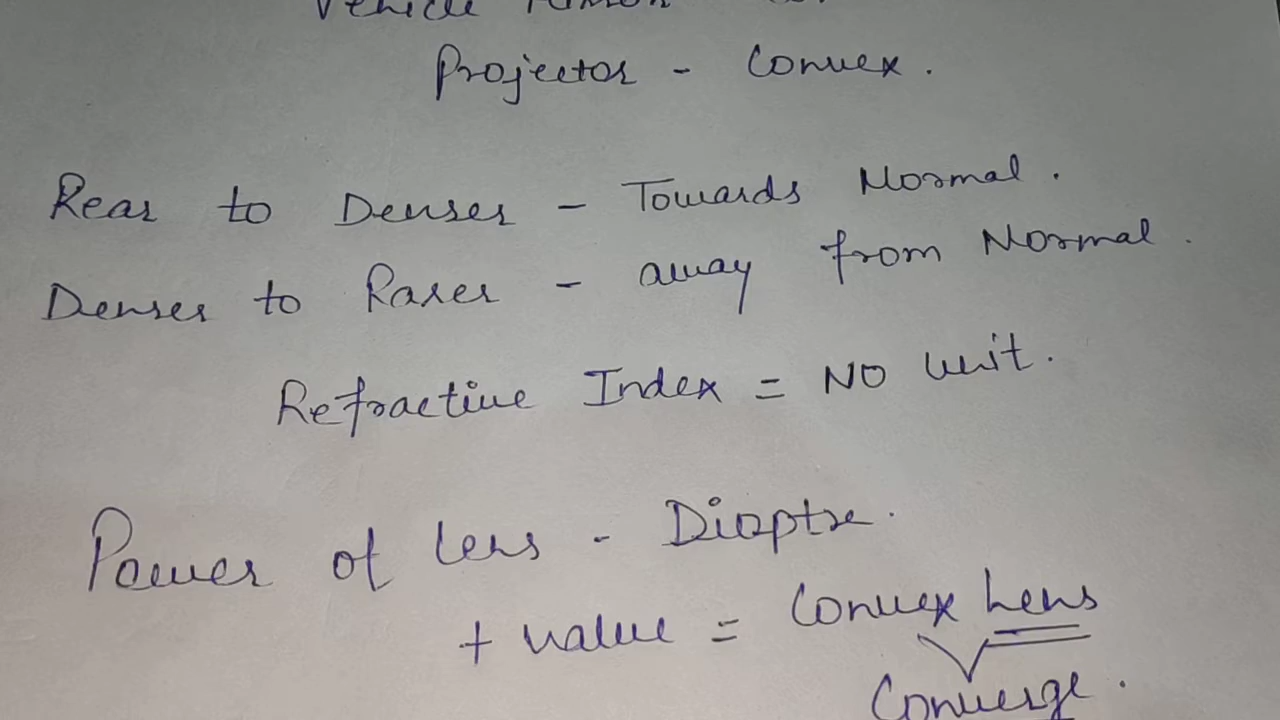 Vehicle
Projector - Convex.
Rear to Denser - Towards Normal.
Denser to Rarer - away from Normal.
Refractive Index = NO unit.
Power of lens - Dioptre.
+ value = Convex Lens
Converge.